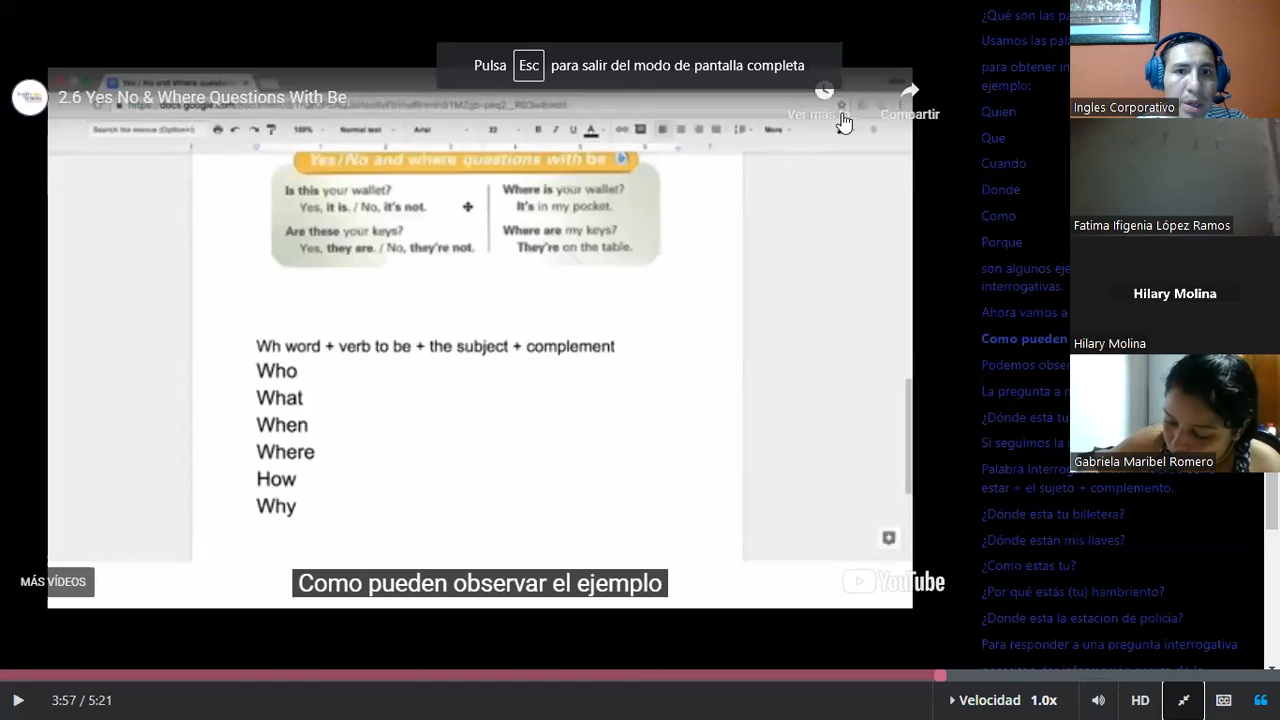 Pulsa Esc para salir del modo de pantalla completa
2.6 Yes No & Where Questions With Be
Ver más
Compartir
Yes/No and where questions with be
Is this your wallet?
Yes, it is. / No, it's not.
Are these your keys?
Yes, they are. / No, they're not.
Where is your wallet?
It's in my pocket.
Where are my keys?
They're on the table.
Wh word + verb to be + the subject + complement
Who
What
When
Where
How
Why
Como pueden observar el ejemplo
MÁS VÍDEOS
YouTube
3:57 / 5:21
Velocidad 1.0x
HD
¿Qué son las
Usamos las
para obtener
ejemplo:
Quien
Que
Cuando
Donde
Como
Porque
son algunos
interrogativas.
Ahora vamos a
Como pueden
Podemos
La pregunta a
¿Dónde está tu
Si seguimos la
Palabra
estar + el sujeto + complemento.
¿Dónde esta tu billetera?
¿Dónde están mis llaves?
¿Como estas tu?
¿Por qué estás (tu) hambriento?
¿Donde esta la estacion de policia?
Para responder a una pregunta interrogativa
Ingles Corporativo
Fatima Ifigenia López Ramos
Hilary Molina
Hilary Molina
Gabriela Maribel Romero